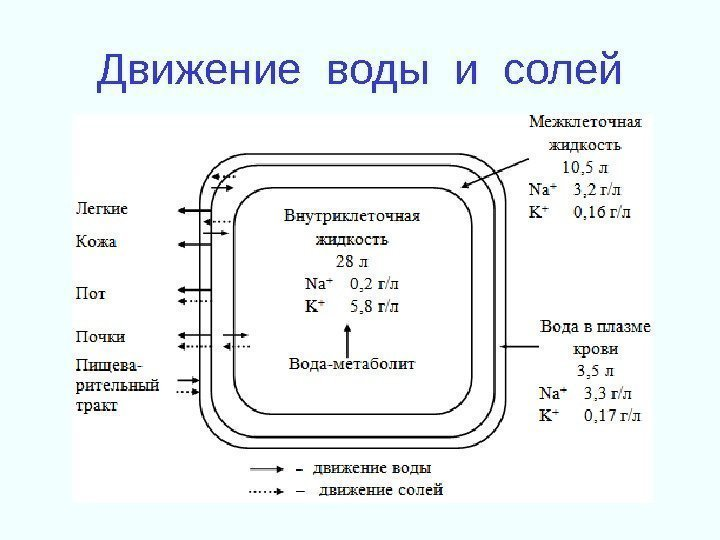 Движение воды и солей
Межклеточная
жидкость
10,5 л
Na⁺ 3,2 г/л
K⁺ 0,16 г/л
Легкие
Кожа
Пот
Почки
Пищева-
рительный
тракт
Внутриклеточная
жидкость
28 л
Na⁺ 0,2 г/л
K⁺ 5,8 г/л
Вода-метаболит
Вода в плазме
крови
3,5 л
Na⁺ 3,3 г/л
K⁺ 0,17 г/л
– движение воды
– движение солей